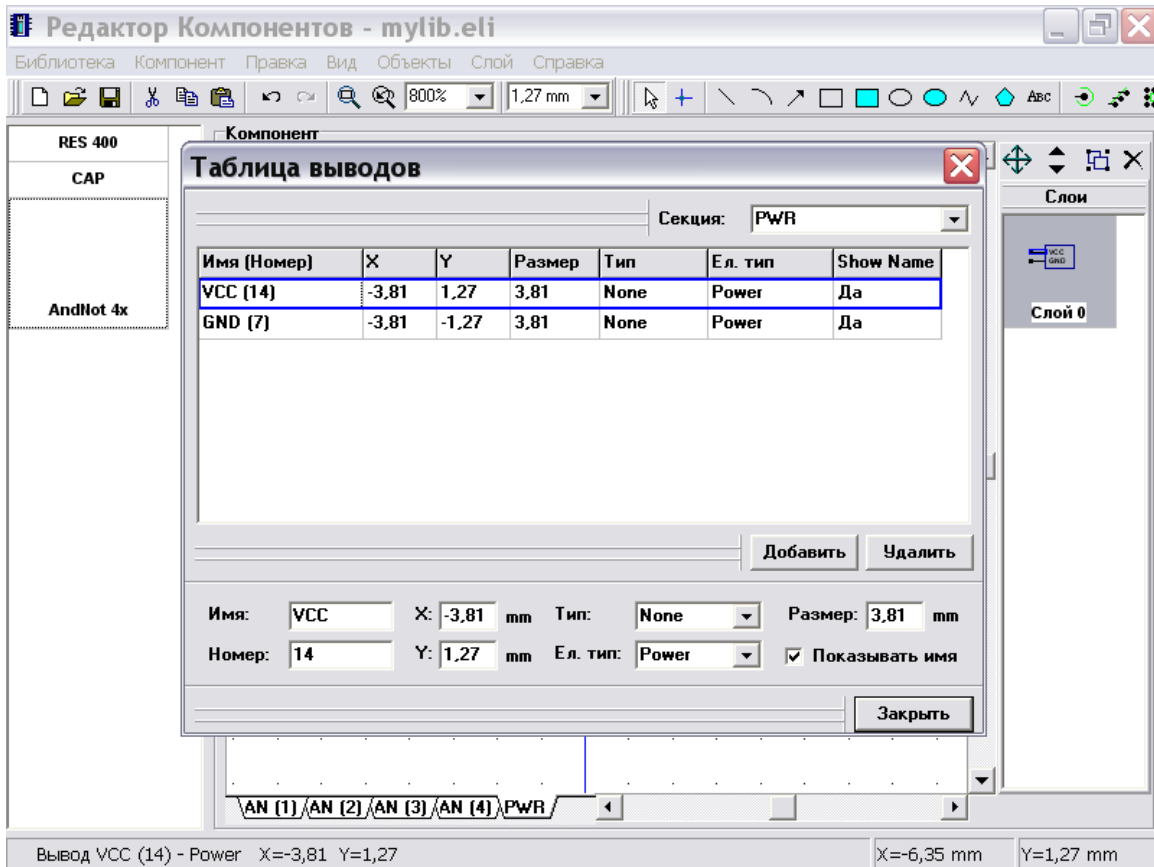 Редактор Компонентов - mylib.eli
Библиотека Компонент Правка Вид Объекты Слой Справка
800% 1,27 mm ABC
RES 400
CAP
AndNot 4x
Компонент
Таблица выводов
Секция: PWR
Имя (Номер) X Y Размер Тип Ел. тип Show Name
VCC (14) -3,81 1,27 3,81 None Power Да
GND (7) -3,81 -1,27 3,81 None Power Да
Добавить Удалить
Имя: VCC X: -3,81 mm Тип: None Размер: 3,81 mm
Номер: 14 Y: 1,27 mm Ел. тип: Power Показывать имя
Закрыть
Слои
VCC
GND
Слой 0
AN (1) AN (2) AN (3) AN (4) PWR
Вывод VCC (14) - Power X=-3,81 Y=1,27 X=-6,35 mm Y=1,27 mm